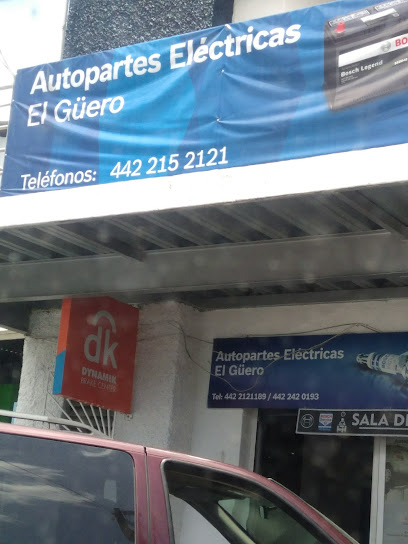 Autopartes Eléctricas
El Güero
Teléfonos: 442 215 2121
Bosch Legend
dk
DYNAMIK
Autopartes Eléctricas
El Güero
Tel: 442 2121189 / 442 242 0193
SALA DE